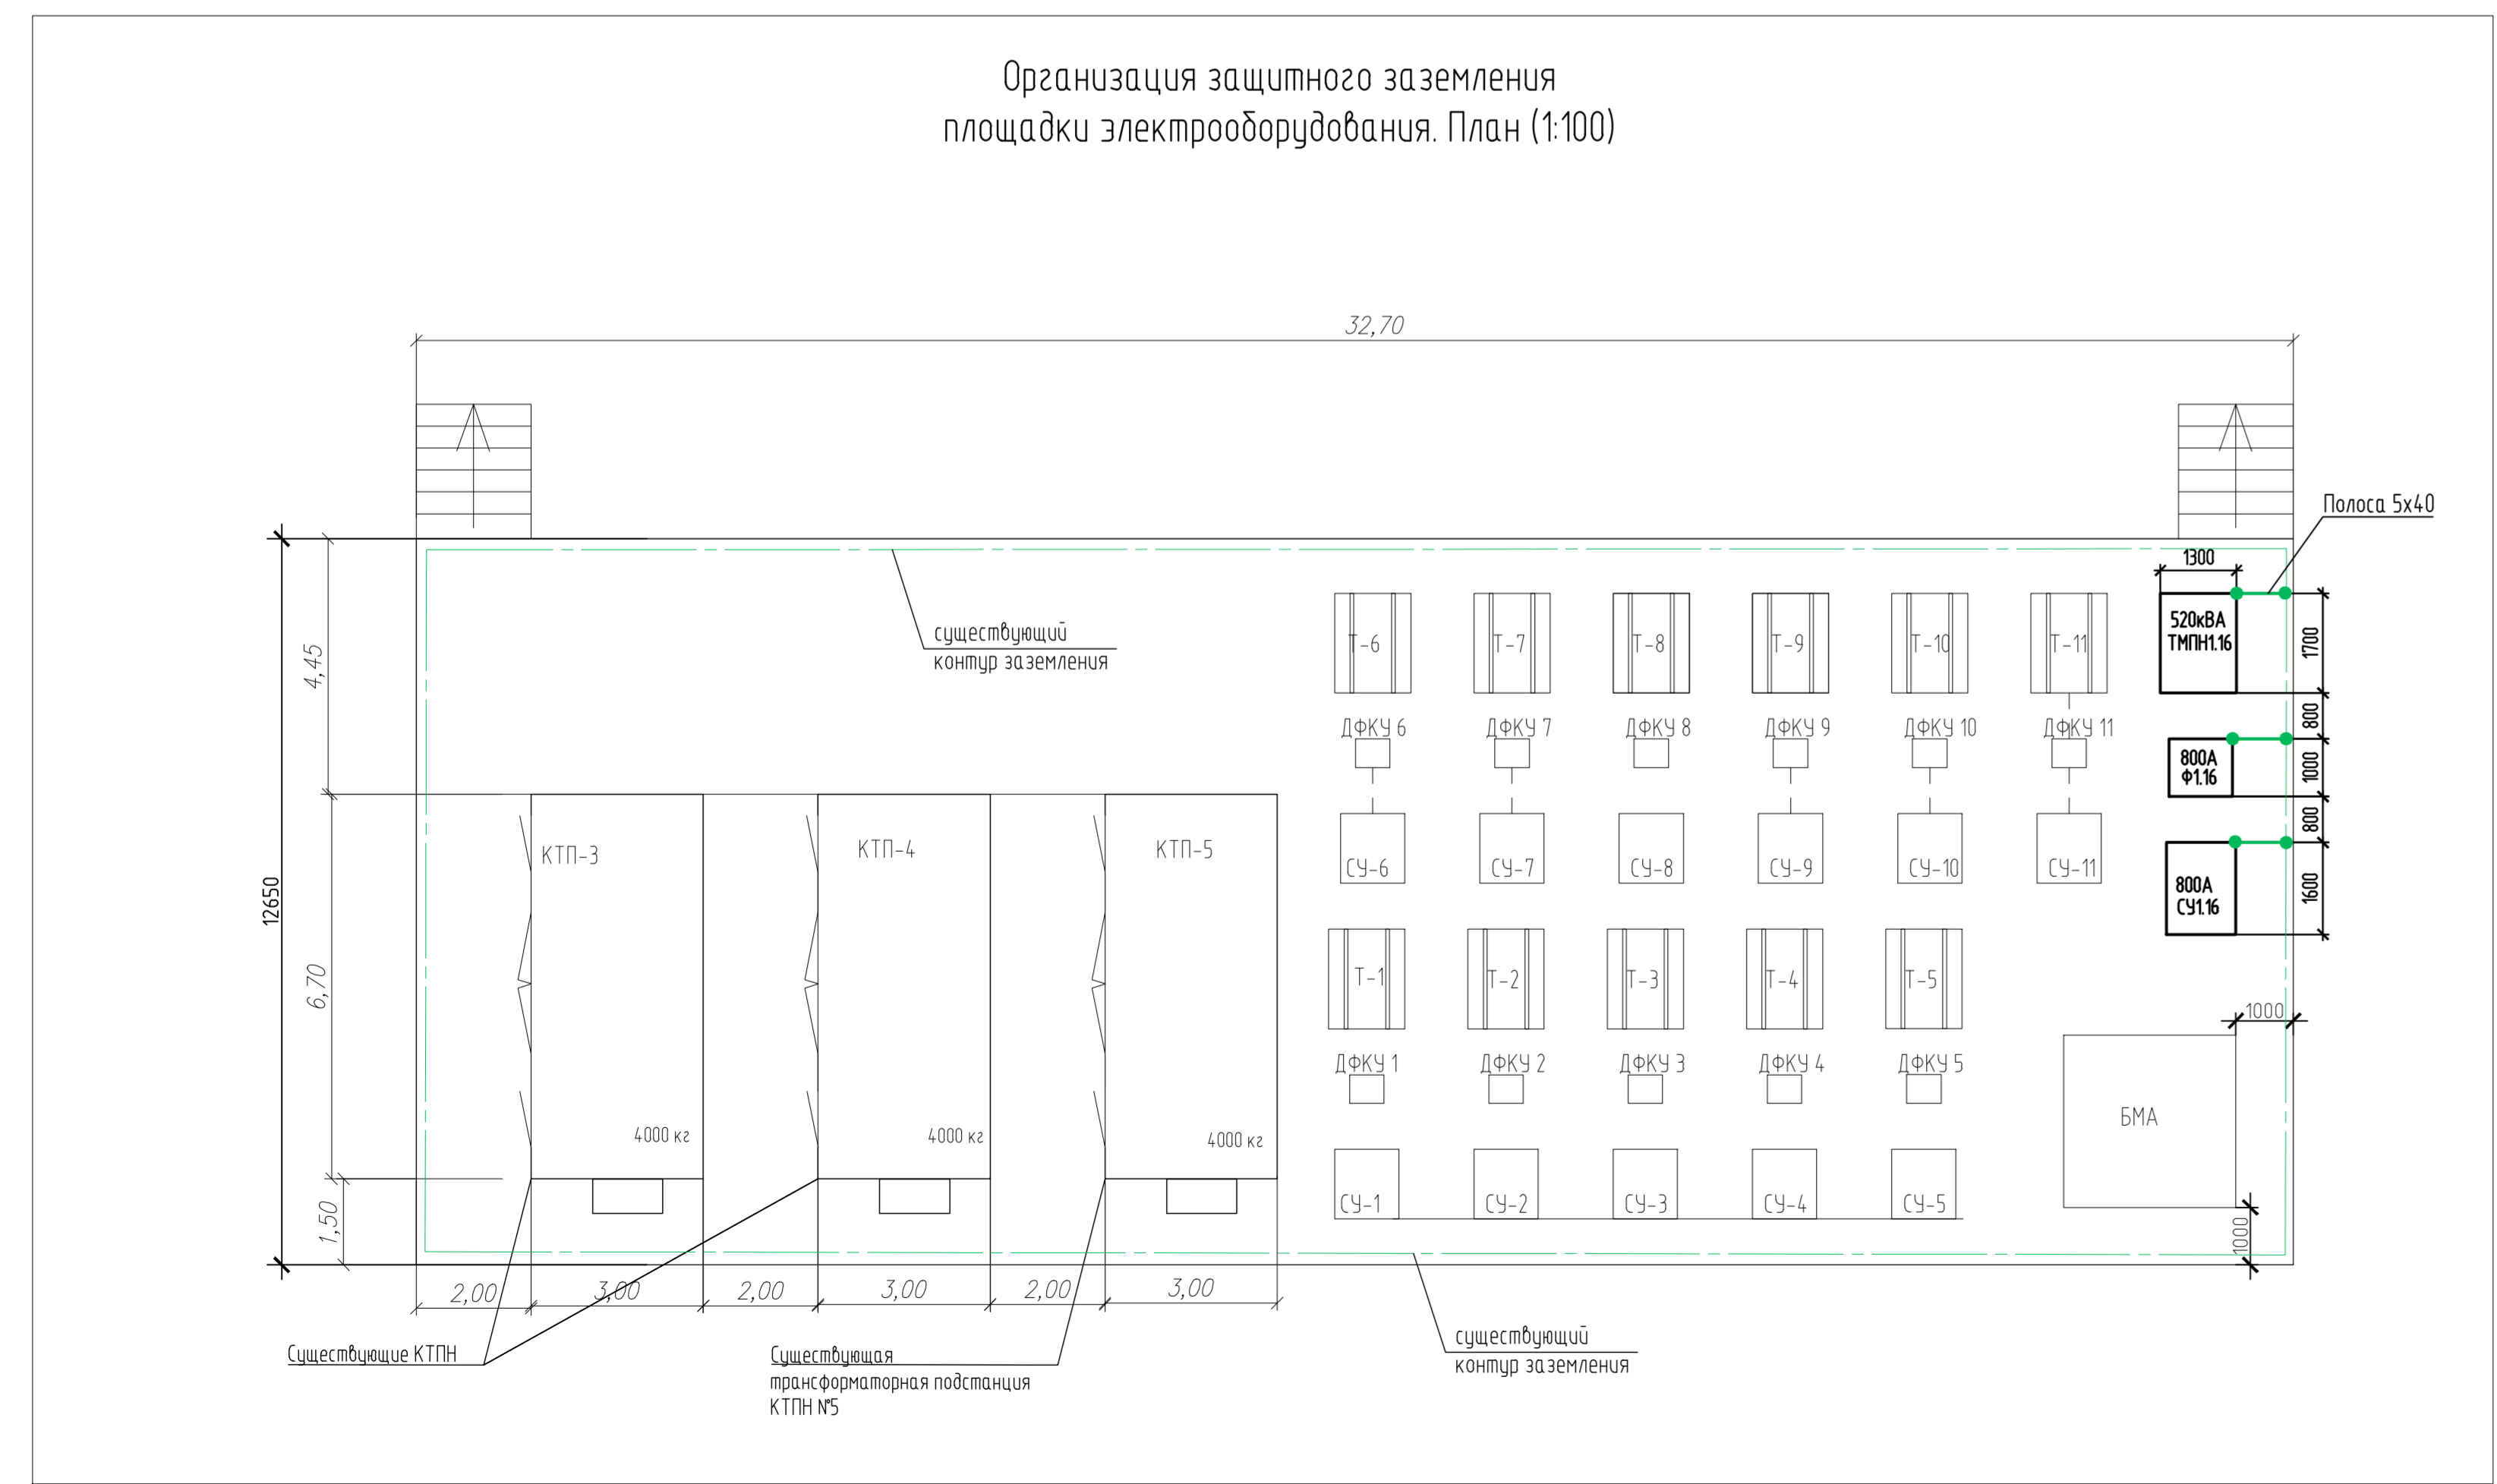 Организация защитного заземления
площадки электрооборудования. План (1:100)
32,70
Полоса 5х40
1300
существующий
контур заземления
4,45
Т-6
Т-7
Т-8
Т-9
Т-10
Т-11
520кВА
ТМПН1.16
1700
ДФКУ 6
ДФКУ 7
ДФКУ 8
ДФКУ 9
ДФКУ 10
ДФКУ 11
800
800А
Ф1.16
1000
800
КТП-3
КТП-4
КТП-5
СУ-6
СУ-7
СУ-8
СУ-9
СУ-10
СУ-11
800А
СУ1.16
1600
12650
6,70
Т-1
Т-2
Т-3
Т-4
Т-5
1000
ДФКУ 1
ДФКУ 2
ДФКУ 3
ДФКУ 4
ДФКУ 5
БМА
4000 кг
4000 кг
4000 кг
СУ-1
СУ-2
СУ-3
СУ-4
СУ-5
1,50
1000
2,00
3,00
2,00
3,00
2,00
3,00
Существующие КТПН
Существующая
трансформаторная подстанция
КТПН №5
существующий
контур заземления